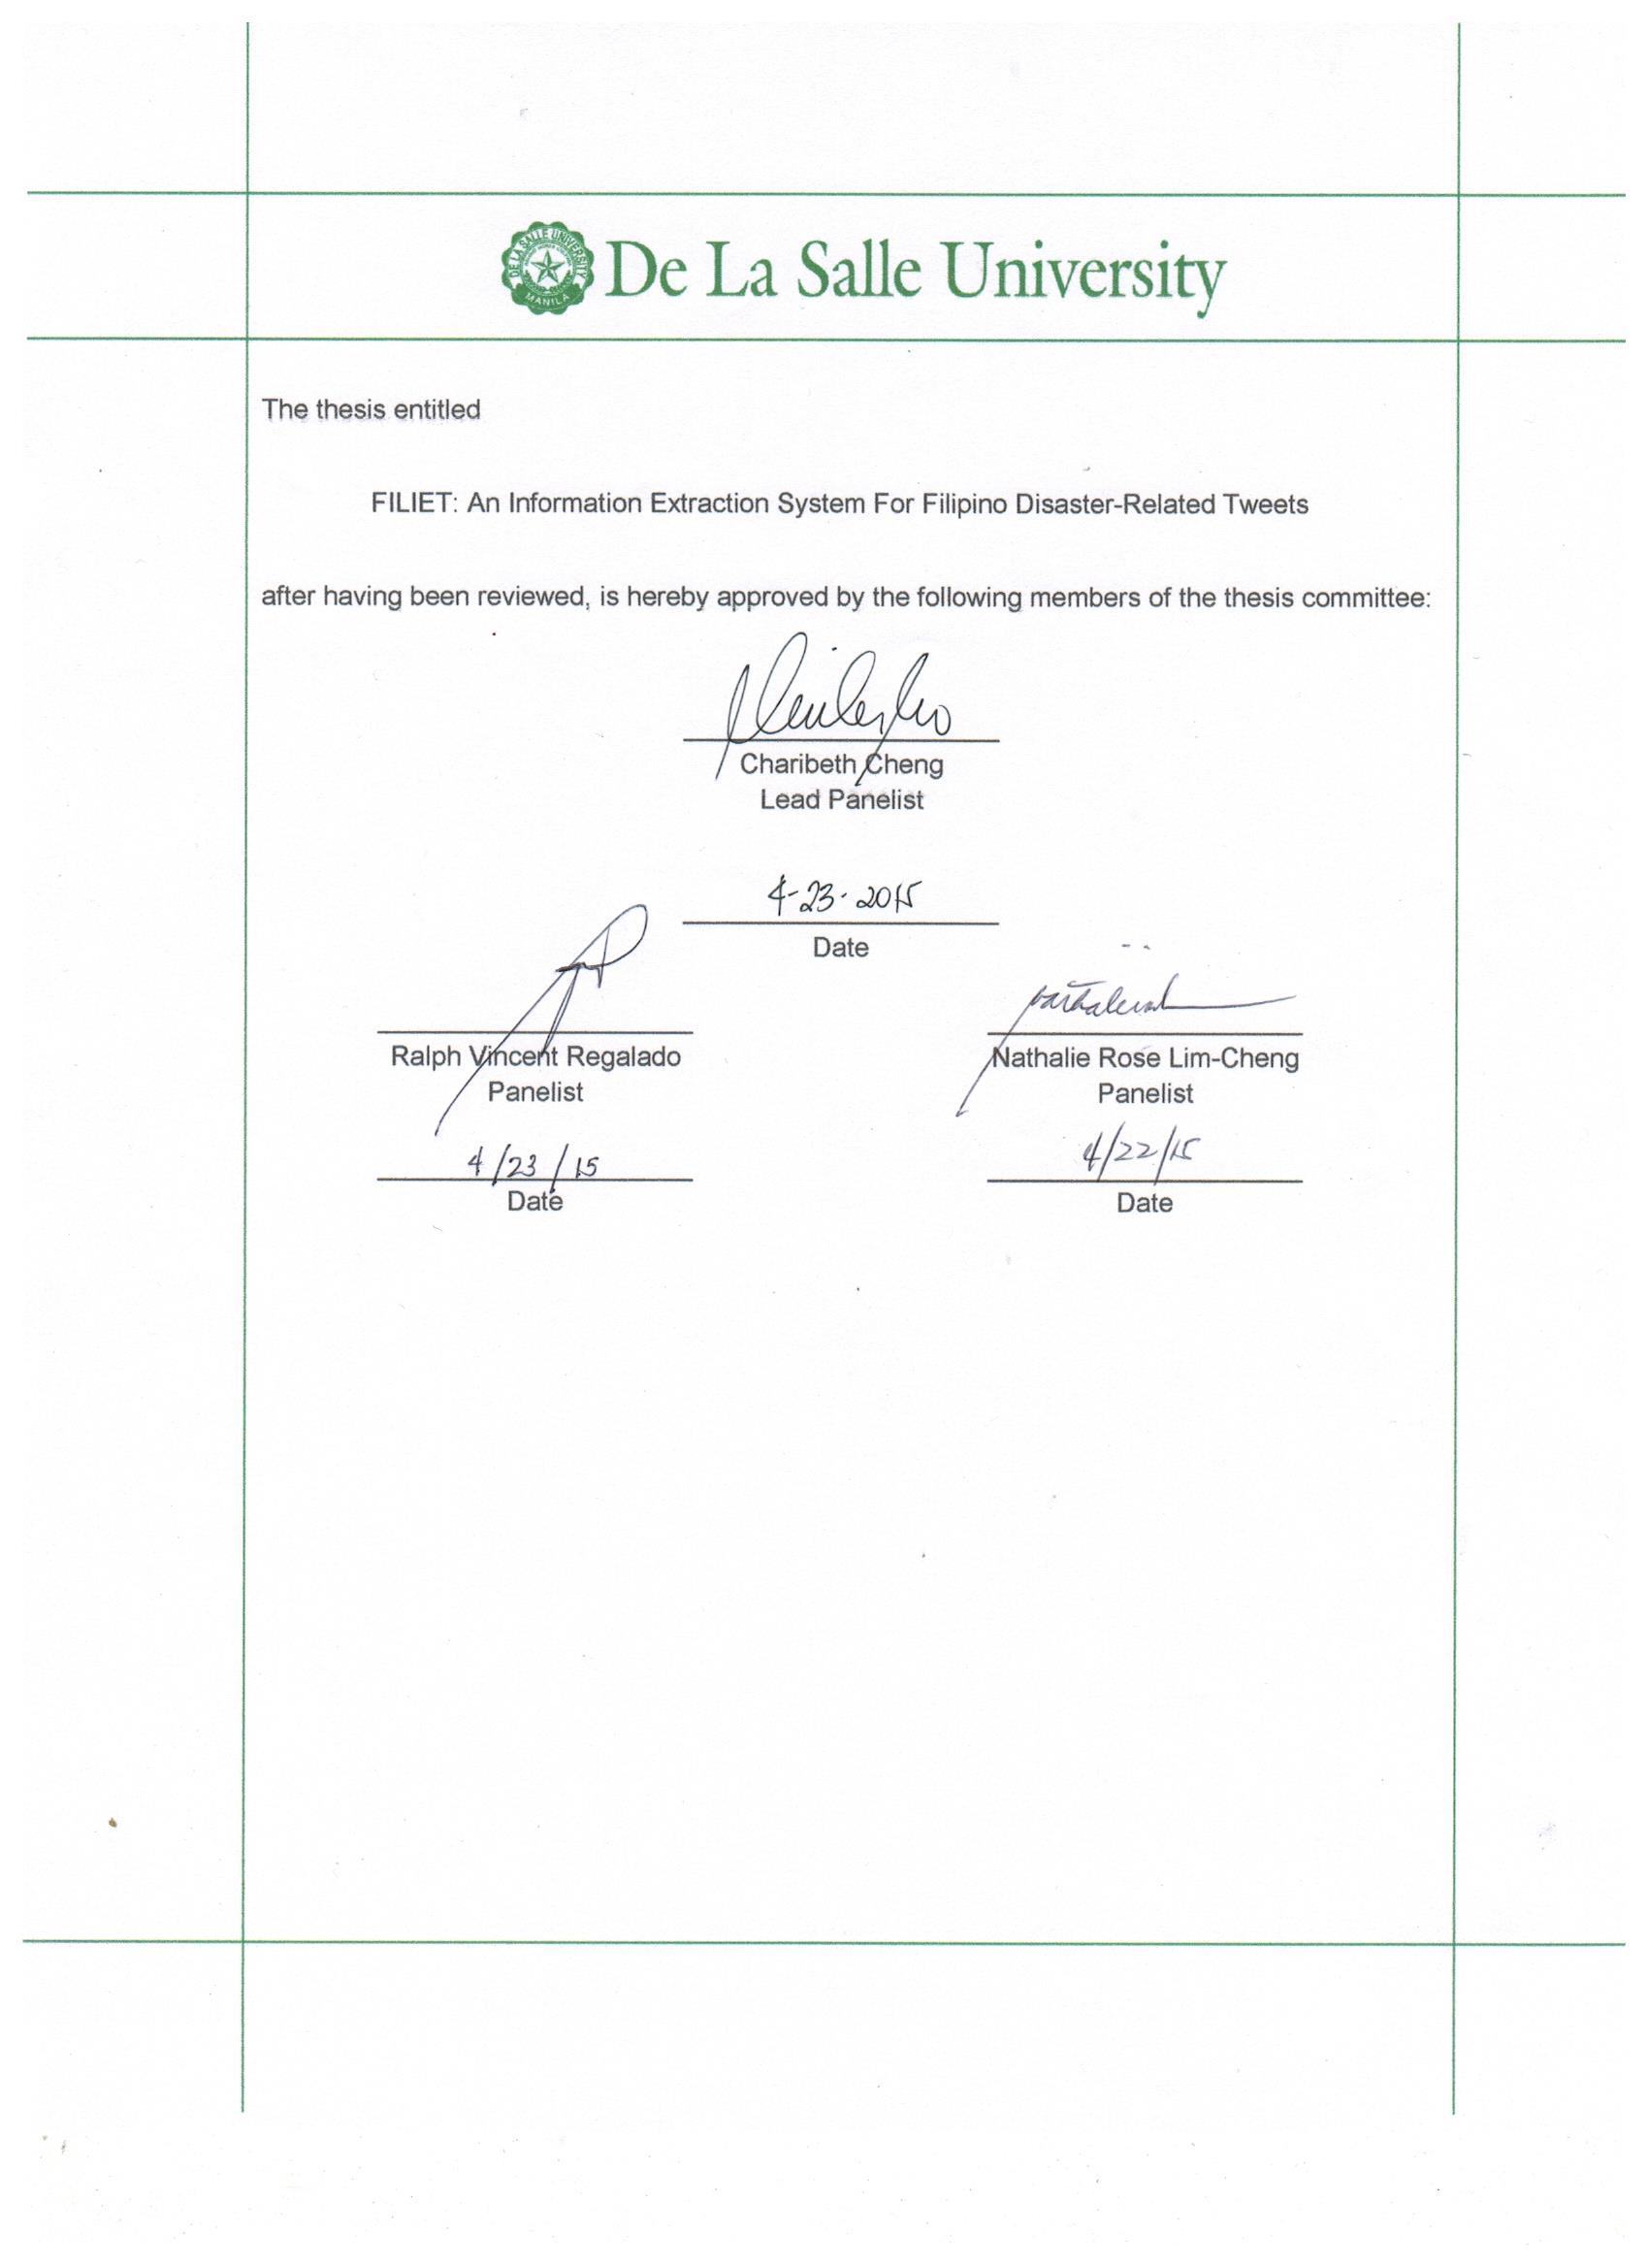 DE LA SALLE UNIVERSITY
MANILA
De La Salle University
The thesis entitled
FILIET: An Information Extraction System For Filipino Disaster-Related Tweets
after having been reviewed, is hereby approved by the following members of the thesis committee:
Charibeth Cheng
Lead Panelist
4-23-2015
Date
Ralph Vincent Regalado
Panelist
4/23/15
Date
Nathalie Rose Lim-Cheng
Panelist
4/22/15
Date